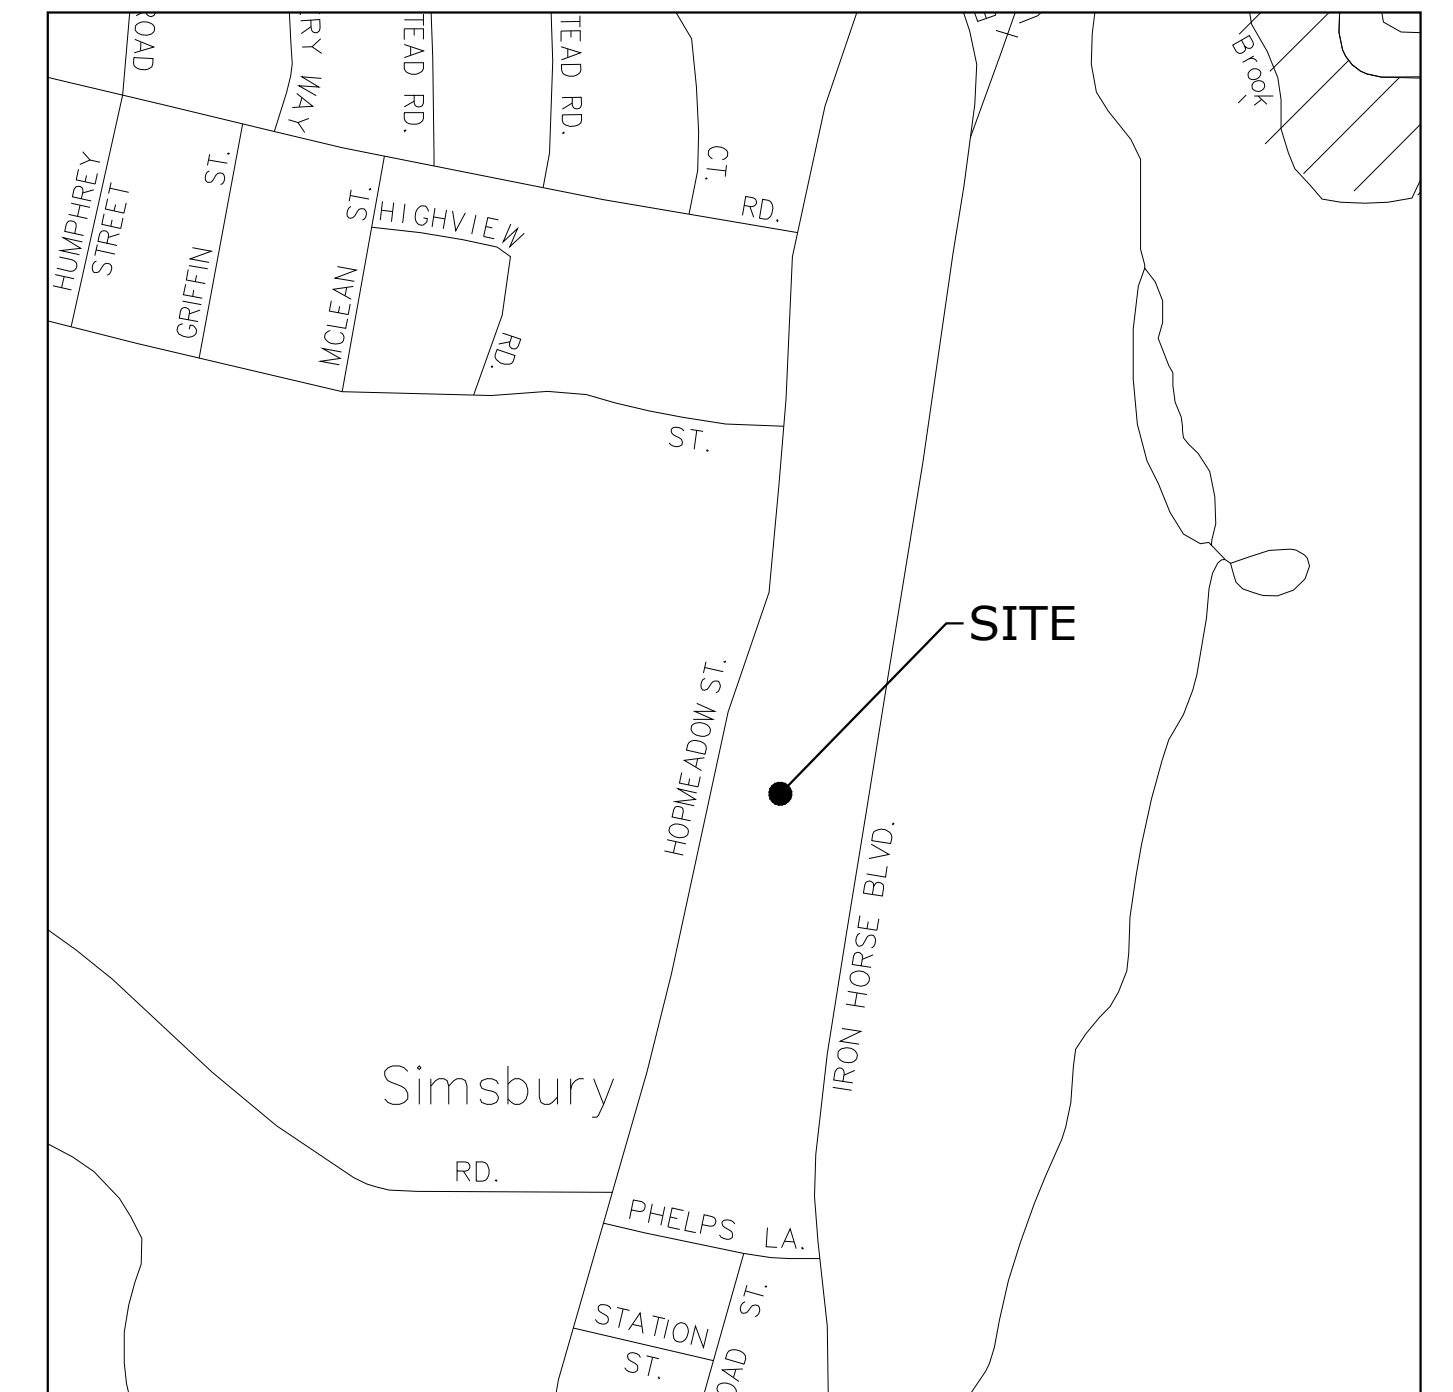 ROAD
RY WAY
TEAD RD.
TEAD RD.
Brook
CT.
RD.
HUMPHREY
STREET
GRIFFIN ST.
MCLEAN ST.
HIGHVIEW
RD.
ST.
SITE
HOPMEADOW ST.
IRON HORSE BLVD.
Simsbury
RD.
PHELPS LA.
STATION
ST.
OAD ST.